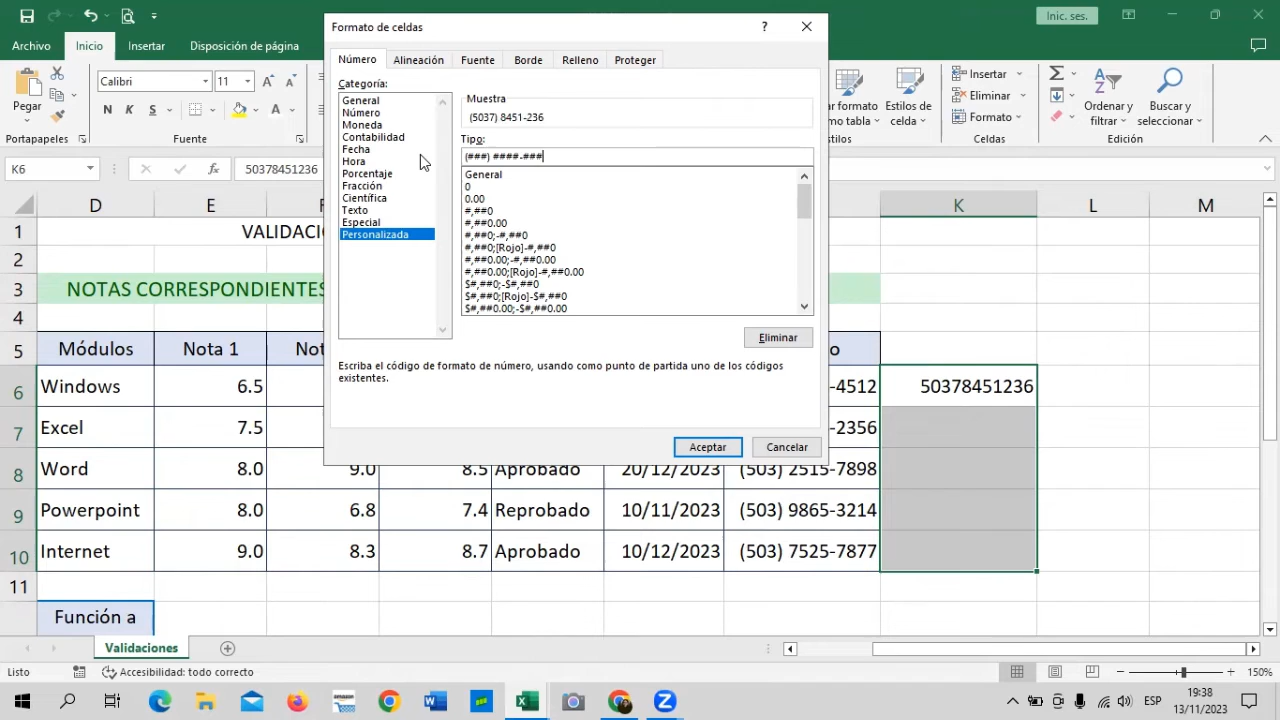 Formato de celdas
?
Inic. ses.
Archivo Inicio Insertar Disposición de página
Número Alineación Fuente Borde Relleno Proteger
Categoría:
General
Número
Moneda
Contabilidad
Fecha
Hora
Porcentaje
Fracción
Científica
Texto
Especial
Personalizada
Muestra
(5037) 8451-236
Tipo:
(###) ####-###
General
0
0.00
#,##0
#,##0.00
#,##0;-#,##0
#,##0;[Rojo]-#,##0
#,##0.00;-#,##0.00
#,##0.00;[Rojo]-#,##0.00
$#,##0;-$#,##0
$#,##0;[Rojo]-$#,##0
$#,##0.00;-$#,##0.00
Eliminar
Escriba el código de formato de número, usando como punto de partida uno de los códigos
existentes.
Aceptar Cancelar
Pegar
Calibri 11
N K S
A
Portapapeles Fuente
Insertar
Eliminar
Formato
Estilos de
celdas
Ordenar y
filtrar
Buscar y
seleccionar
Celdas Edición
K6 fx 50378451236
D E K L M
1 VALIDACI
2
3 NOTAS CORRESPONDIENTES
4
5 Módulos Nota 1
6 Windows 6.5 -4512 50378451236
7 Excel 7.5 -2356
8 Word 8.0 9.0 8.5 Aprobado 20/12/2023 (503) 2515-7898
9 Powerpoint 8.0 6.8 7.4 Reprobado 10/11/2023 (503) 9865-3214
10 Internet 9.0 8.3 8.7 Aprobado 10/12/2023 (503) 7525-7877
11
Función a
Validaciones
Listo Accesibilidad: todo correcto 150%
ESP 19:38
13/11/2023